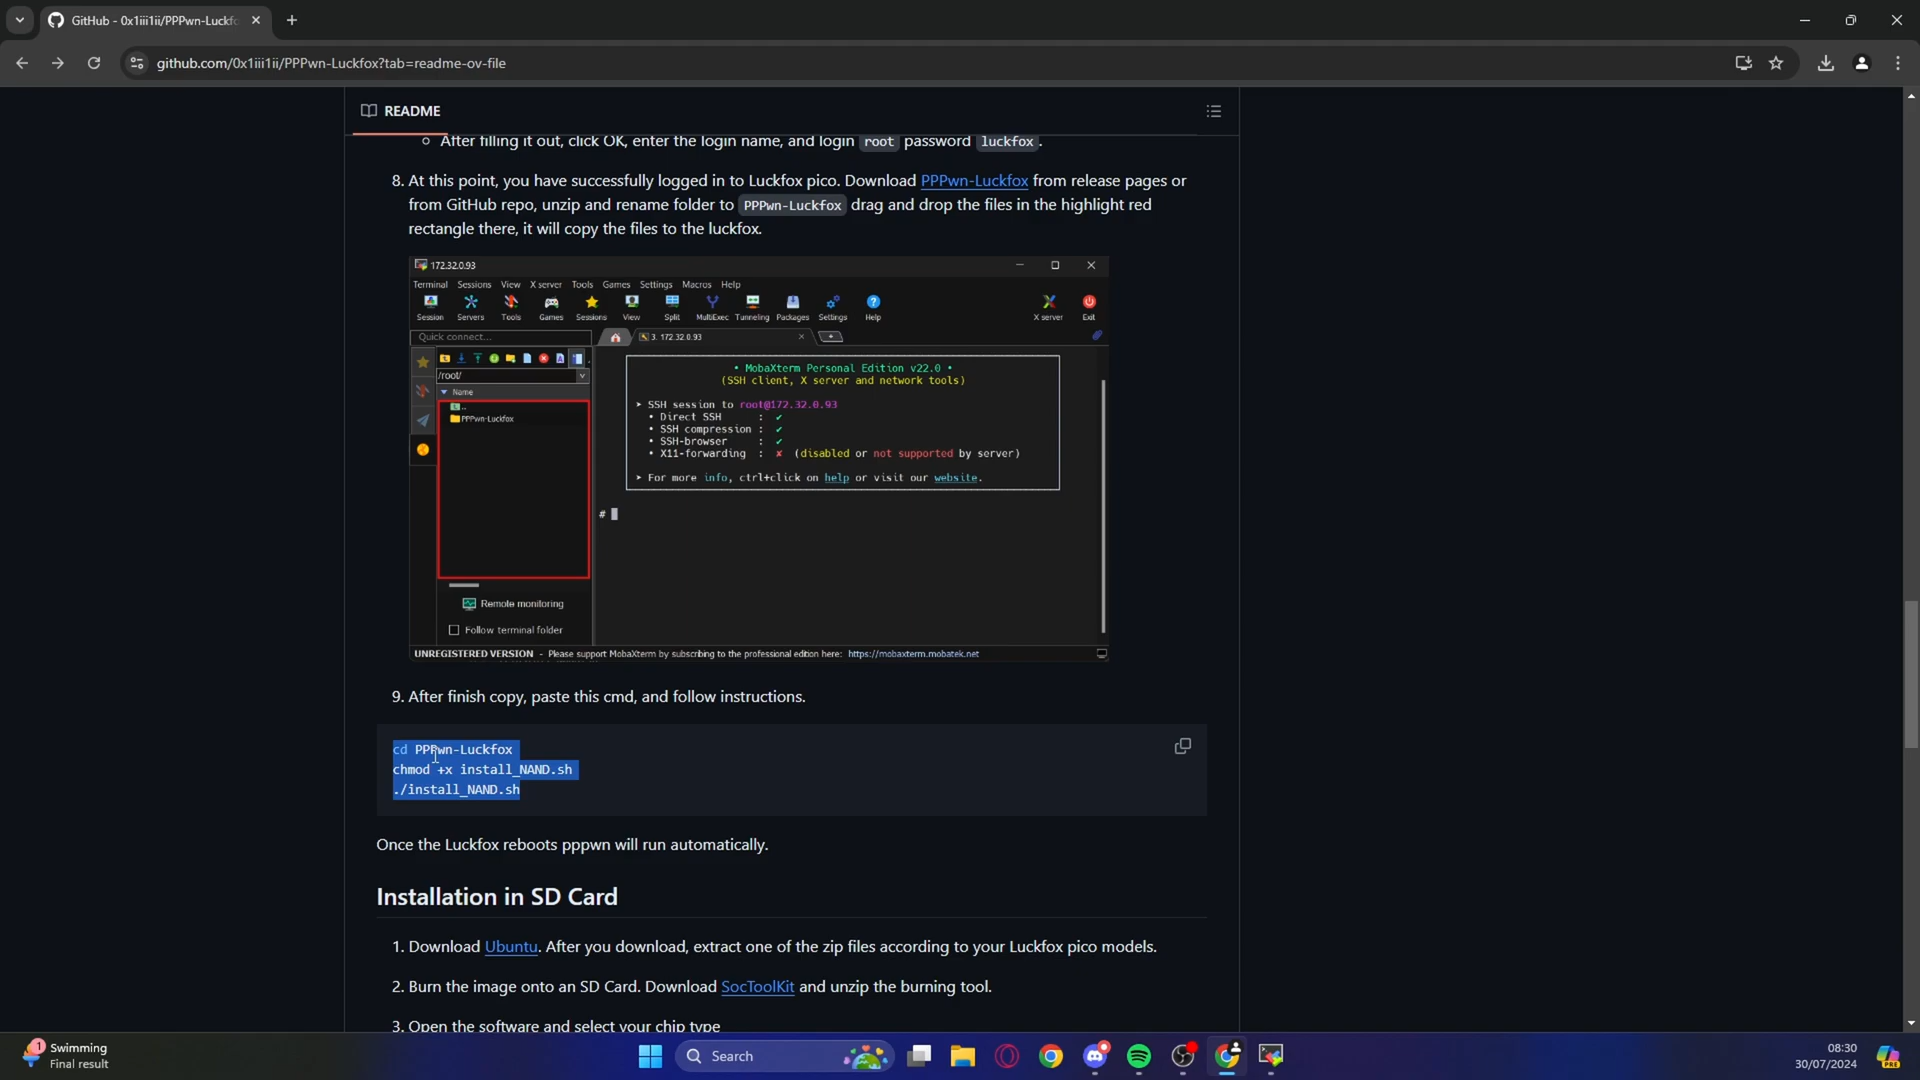 GitHub - 0x1iii1ii/PPPwn-Luckfo
github.com/0x1iii1ii/PPPwn-Luckfox?tab=readme-ov-file
README
After filling it out, click OK, enter the login name, and login root password luckfox.
8. At this point, you have successfully logged in to Luckfox pico. Download PPPwn-Luckfox from release pages or
from GitHub repo, unzip and rename folder to PPPwn-Luckfox drag and drop the files in the highlight red
rectangle there, it will copy the files to the luckfox.
172.32.0.93
Terminal Sessions View X server Tools Games Settings Macros Help
Session Servers Tools Games Sessions View Split MultiExec Tunneling Packages Settings Help X server Exit
Quick connect...
3. 172.32.0.93
/root/
Name
..
PPPwn-Luckfox
• MobaXterm Personal Edition v22.0 •
(SSH client, X server and network tools)
➤ SSH session to root@172.32.0.93
• Direct SSH : ✔
• SSH compression : ✔
• SSH-browser : ✔
• X11-forwarding : ✘ (disabled or not supported by server)
➤ For more info, ctrl+click on help or visit our website.
#
Remote monitoring
Follow terminal folder
UNREGISTERED VERSION - Please support MobaXterm by subscribing to the professional edition here: https://mobaxterm.mobatek.net
9. After finish copy, paste this cmd, and follow instructions.
cd PPPwn-Luckfox
chmod +x install_NAND.sh
./install_NAND.sh
Once the Luckfox reboots pppwn will run automatically.
Installation in SD Card
1. Download Ubuntu. After you download, extract one of the zip files according to your Luckfox pico models.
2. Burn the image onto an SD Card. Download SocToolKit and unzip the burning tool.
3. Open the software and select your chip type
1
Swimming
Final result
Search
PRE
08:30
30/07/2024